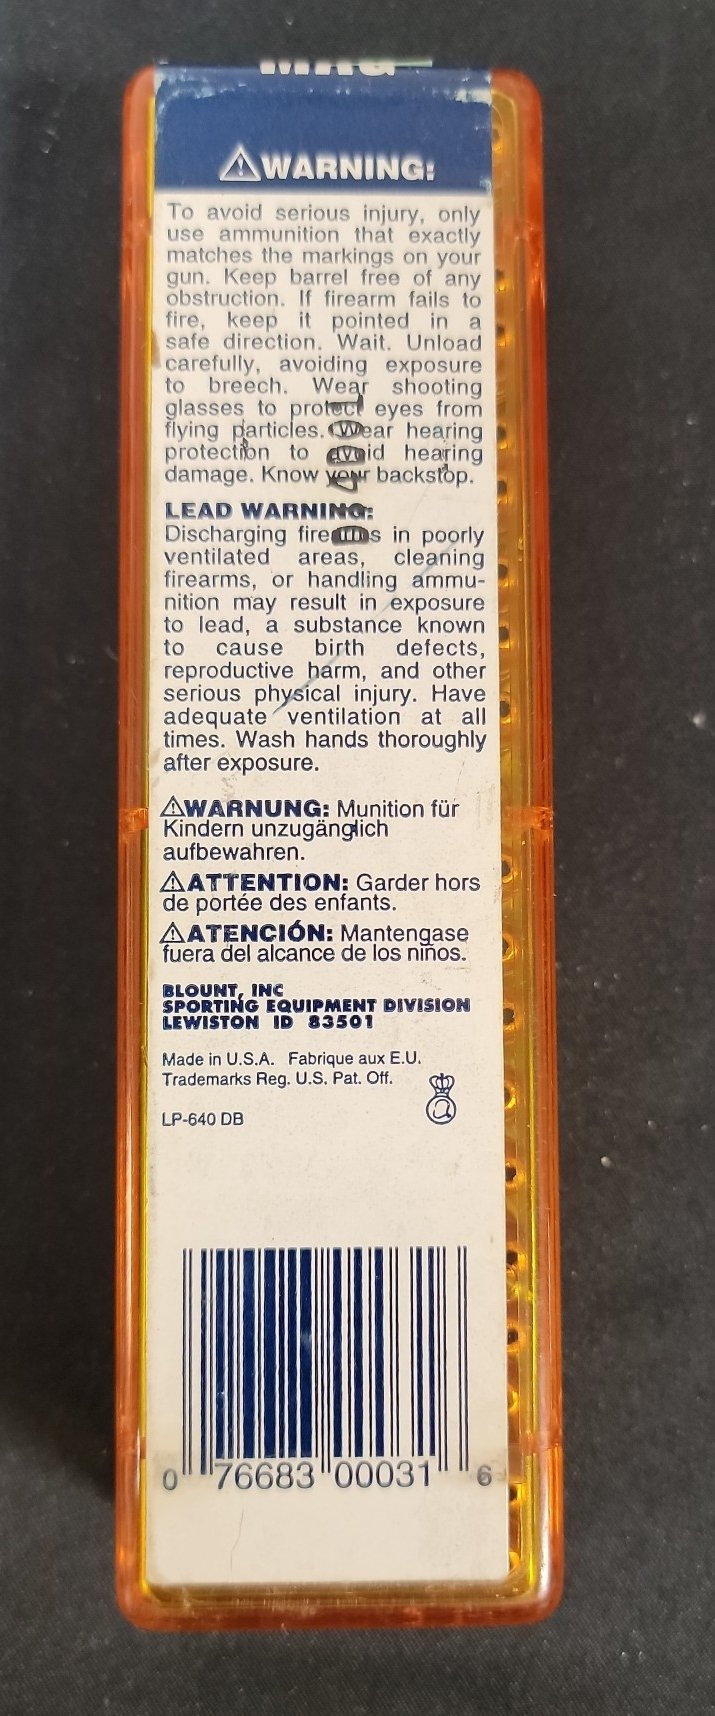 MAG
⚠WARNING:
To avoid serious injury, only
use ammunition that exactly
matches the markings on your
gun. Keep barrel free of any
obstruction. If firearm fails to
fire, keep it pointed in a
safe direction. Wait. Unload
carefully, avoiding exposure
to breech. Wear shooting
glasses to protect eyes from
flying particles. Wear hearing
protection to avoid hearing
damage. Know your backstop.
LEAD WARNING:
Discharging firearms in poorly
ventilated areas, cleaning
firearms, or handling ammu-
nition may result in exposure
to lead, a substance known
to cause birth defects,
reproductive harm, and other
serious physical injury. Have
adequate ventilation at all
times. Wash hands thoroughly
after exposure.
⚠WARNUNG: Munition für
Kindern unzugänglich
aufbewahren.
⚠ATTENTION: Garder hors
de portée des enfants.
⚠ATENCIÓN: Mantengase
fuera del alcance de los niños.
BLOUNT, INC
SPORTING EQUIPMENT DIVISION
LEWISTON ID 83501
Made in U.S.A. Fabrique aux E.U.
Trademarks Reg. U.S. Pat. Off.
LP-640 DB
0 76683 00031 6